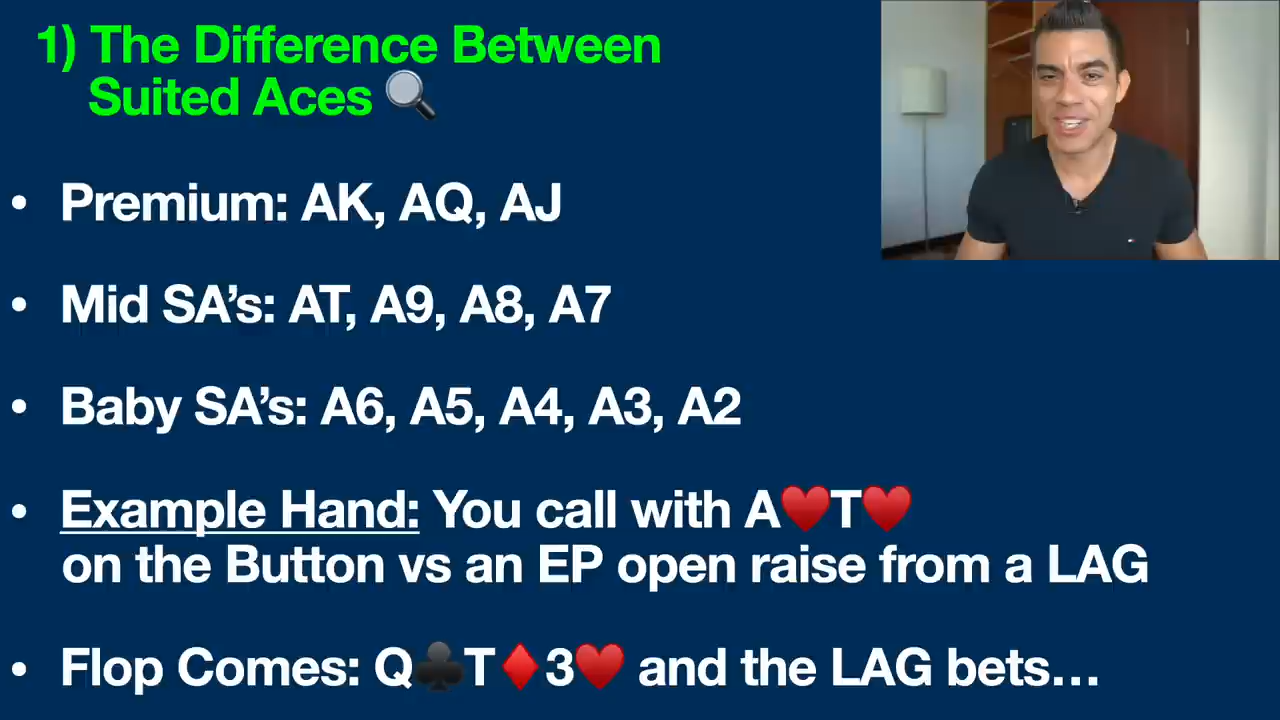 1) The Difference Between
Suited Aces 🔍
• Premium: AK, AQ, AJ
• Mid SA’s: AT, A9, A8, A7
• Baby SA’s: A6, A5, A4, A3, A2
• Example Hand: You call with A♥️T♥️
on the Button vs an EP open raise from a LAG
• Flop Comes: Q♣️T♦️3♥️ and the LAG bets…